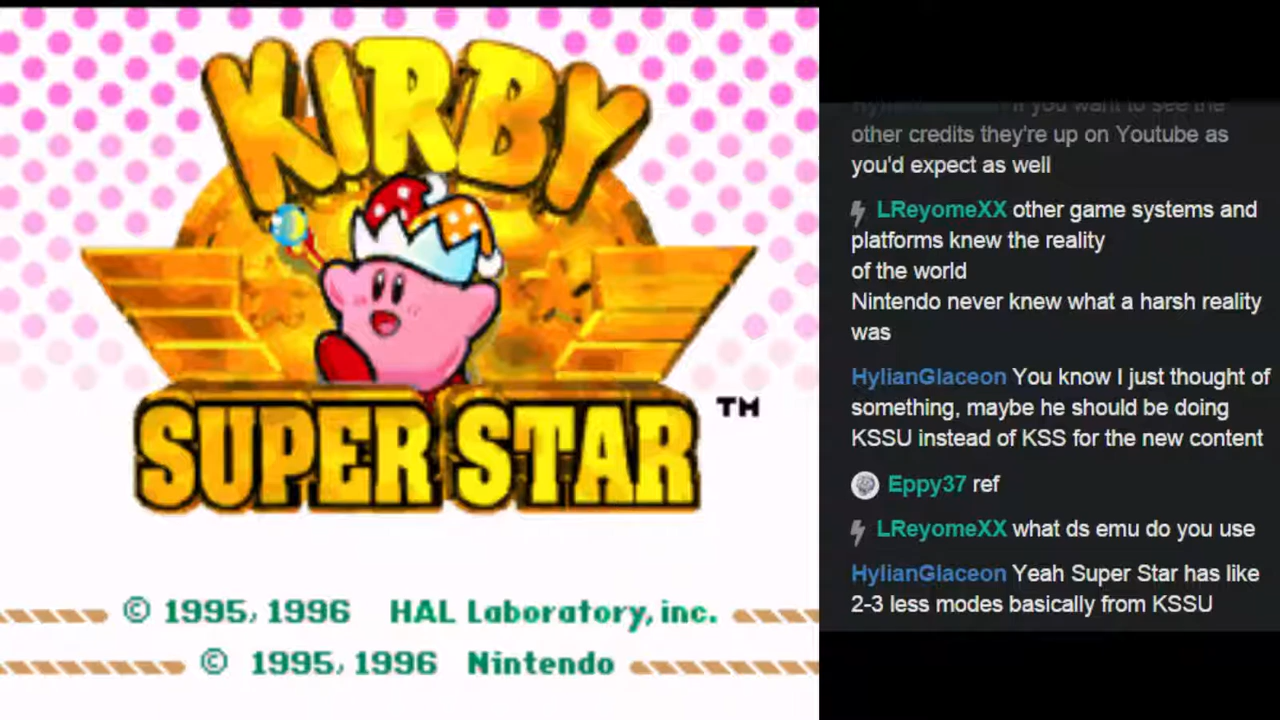 KIRBY
SUPER STAR
TM
© 1995, 1996 HAL Laboratory, inc.
© 1995, 1996 Nintendo
if you want to see the
other credits they're up on Youtube as
you'd expect as well
LReyomeXX other game systems and
platforms knew the reality
of the world
Nintendo never knew what a harsh reality
was
HylianGlaceon You know I just thought of
something, maybe he should be doing
KSSU instead of KSS for the new content
Eppy37 ref
LReyomeXX what ds emu do you use
HylianGlaceon Yeah Super Star has like
2-3 less modes basically from KSSU